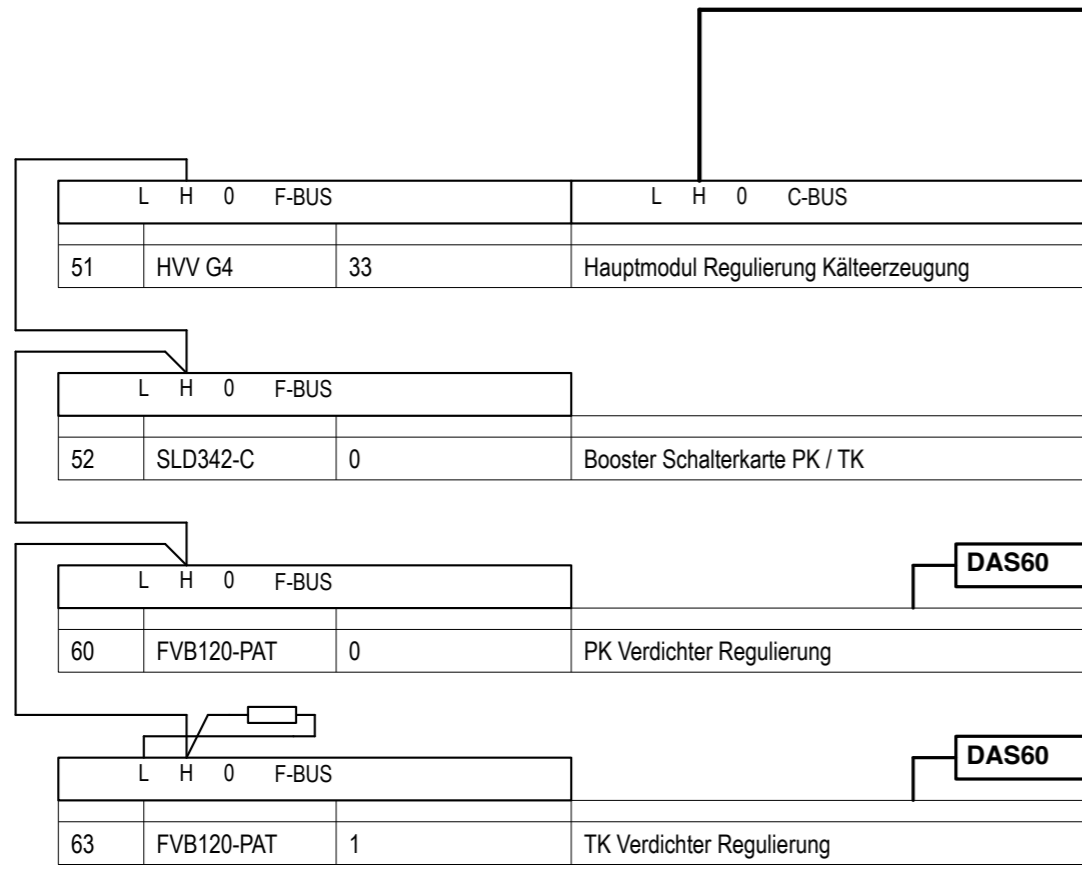 L H 0 F-BUS L H 0 C-BUS
51 HVV G4 33 Hauptmodul Regulierung Kälteerzeugung
L H 0 F-BUS
52 SLD342-C 0 Booster Schalterkarte PK / TK
DAS60
L H 0 F-BUS
60 FVB120-PAT 0 PK Verdichter Regulierung
DAS60
L H 0 F-BUS
63 FVB120-PAT 1 TK Verdichter Regulierung